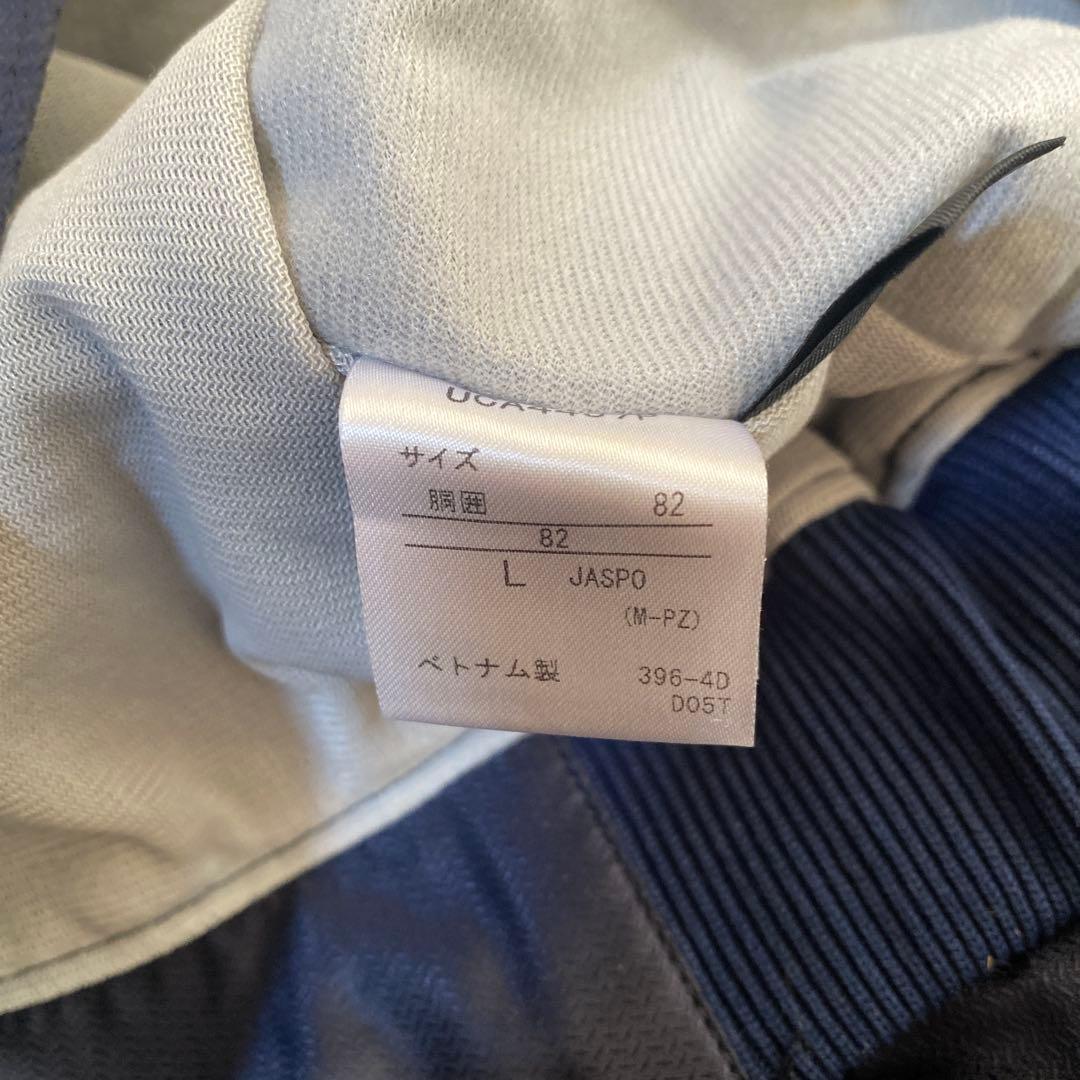 サイズ
胴囲 82
82
L JASPO
(M-PZ)
ベトナム製 396-4D
D05T